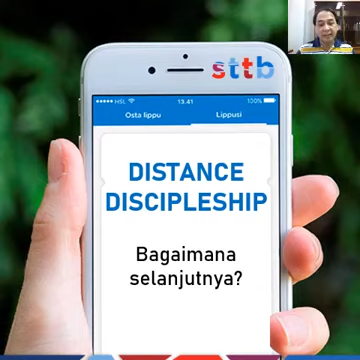 sttb
HSL 13.41 100%
Osta lippu Lippusi
DISTANCE
DISCIPLESHIP
Bagaimana
selanjutnya?